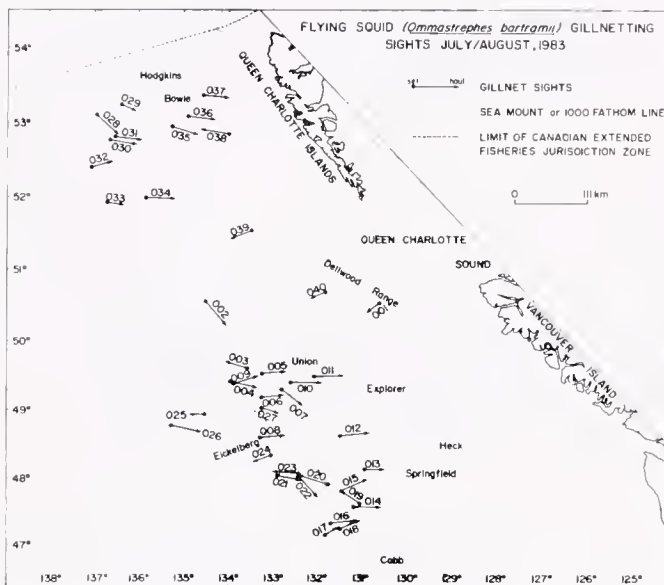 FLYING SQUID (Ommastrephes bartramii) GILLNETTING
SIGHTS JULY/AUGUST, 1983
set haul
GILLNET SIGHTS
SEA MOUNT or 1000 FATHOM LINE
LIMIT OF CANADIAN EXTENDED
FISHERIES JURISDICTION ZONE
0 111 km
54°
53°
52°
51°
50°
49°
48°
47°
Hodgkins
Bowie
QUEEN CHARLOTTE ISLANDS
QUEEN CHARLOTTE
SOUND
VANCOUVER
ISLAND
Dellwood
Range
Union
Explorer
Eickelberg
Heck
Springfield
Cobb
029
037
028
036
031
030
035
038
032
033
034
039
040
001
002
003
005
011
009
004
010
006
007
027
025
026
008
012
024
023
020
013
015
021
022
019
014
016
017
018
138° 137° 136° 135° 134° 133° 132° 131° 130° 129° 128° 127° 126° 125°